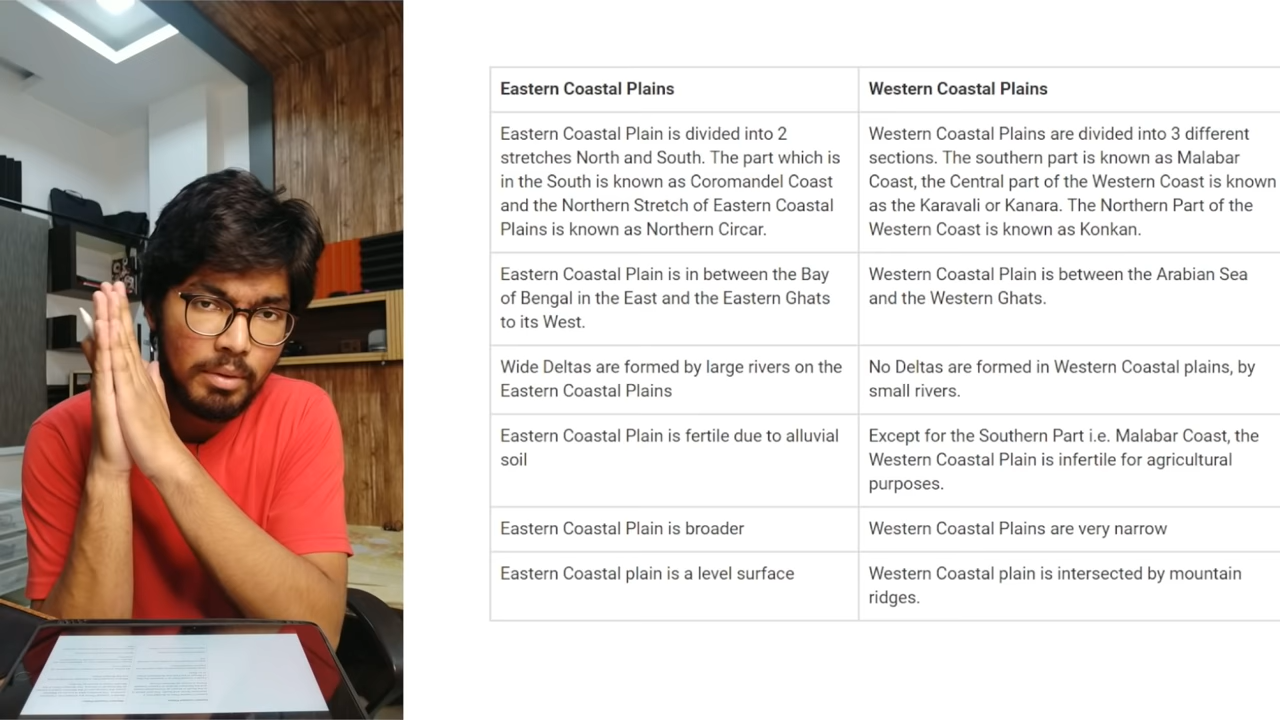 Eastern Coastal Plains
Western Coastal Plains
Eastern Coastal Plain is divided into 2
stretches North and South. The part which is
in the South is known as Coromandel Coast
and the Northern Stretch of Eastern Coastal
Plains is known as Northern Circar.
Western Coastal Plains are divided into 3 different
sections. The southern part is known as Malabar
Coast, the Central part of the Western Coast is known
as the Karavali or Kanara. The Northern Part of the
Western Coast is known as Konkan.
Eastern Coastal Plain is in between the Bay
of Bengal in the East and the Eastern Ghats
to its West.
Western Coastal Plain is between the Arabian Sea
and the Western Ghats.
Wide Deltas are formed by large rivers on the
Eastern Coastal Plains
No Deltas are formed in Western Coastal plains, by
small rivers.
Eastern Coastal Plain is fertile due to alluvial
soil
Except for the Southern Part i.e. Malabar Coast, the
Western Coastal Plain is infertile for agricultural
purposes.
Eastern Coastal Plain is broader
Western Coastal Plains are very narrow
Eastern Coastal plain is a level surface
Western Coastal plain is intersected by mountain
ridges.